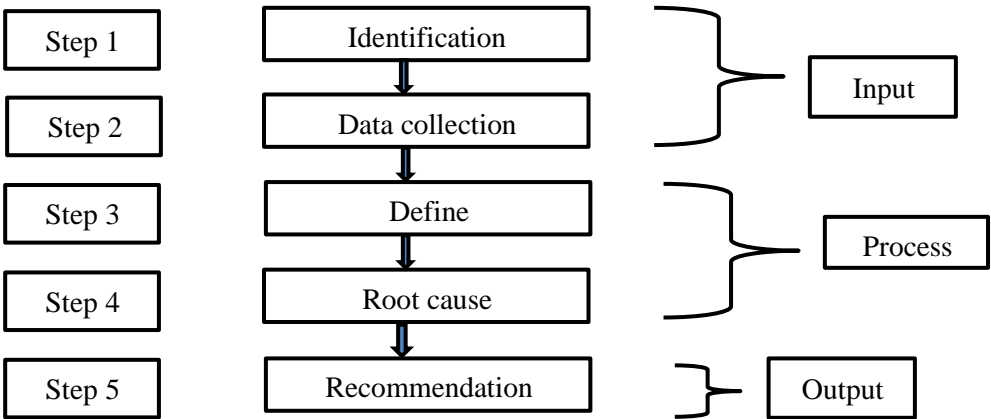 Step 1
Identification
Step 2
Data collection
Input
Step 3
Define
Step 4
Root cause
Process
Step 5
Recommendation
Output